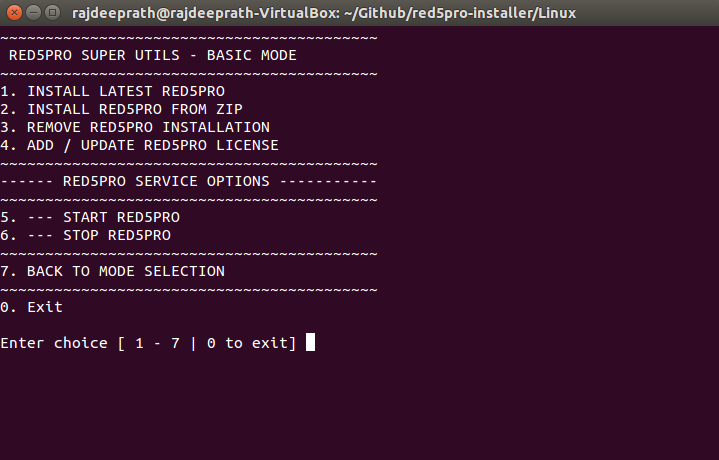 rajdeeprath@rajdeeprath-VirtualBox: ~/Github/red5pro-installer/Linux
~~~~~~~~~~~~~~~~~~~~~~~~~~~~~~~~~~~~~~~~~~
 RED5PRO SUPER UTILS - BASIC MODE
~~~~~~~~~~~~~~~~~~~~~~~~~~~~~~~~~~~~~~~~~~
1. INSTALL LATEST RED5PRO
2. INSTALL RED5PRO FROM ZIP
3. REMOVE RED5PRO INSTALLATION
4. ADD / UPDATE RED5PRO LICENSE
~~~~~~~~~~~~~~~~~~~~~~~~~~~~~~~~~~~~~~~~~~
------ RED5PRO SERVICE OPTIONS -----------
~~~~~~~~~~~~~~~~~~~~~~~~~~~~~~~~~~~~~~~~~~
5. --- START RED5PRO
6. --- STOP RED5PRO
~~~~~~~~~~~~~~~~~~~~~~~~~~~~~~~~~~~~~~~~~~
7. BACK TO MODE SELECTION
~~~~~~~~~~~~~~~~~~~~~~~~~~~~~~~~~~~~~~~~~~
0. Exit
Enter choice [ 1 - 7 | 0 to exit]